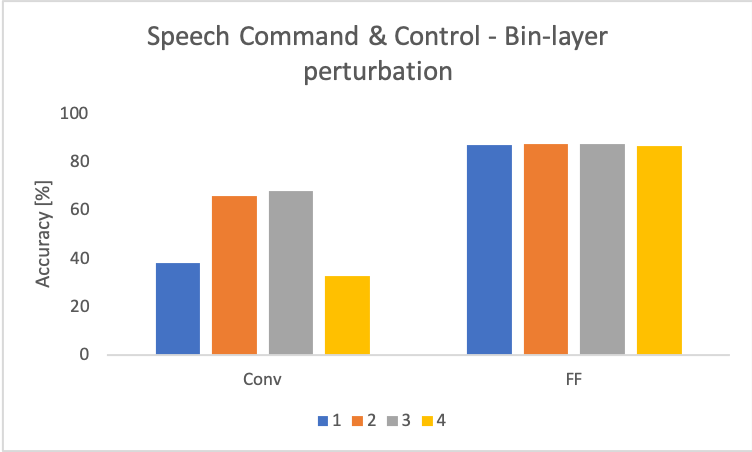 Speech Command & Control - Bin-layer
perturbation
100
80
60
40
20
0
Accuracy [%]
Conv FF
1 2 3 4